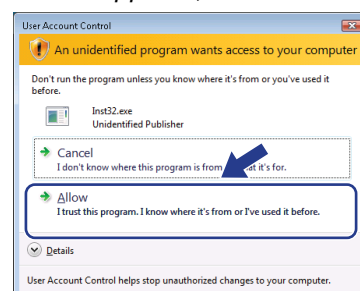 User Account Control
An unidentified program wants access to your computer
Don't run the program unless you know where it's from or you've used it
before.
Inst32.exe
Unidentified Publisher
Cancel
I don't know where this program is from at it's for.
Allow
I trust this program. I know where it's from or I've used it before.
Details
User Account Control helps stop unauthorized changes to your computer.